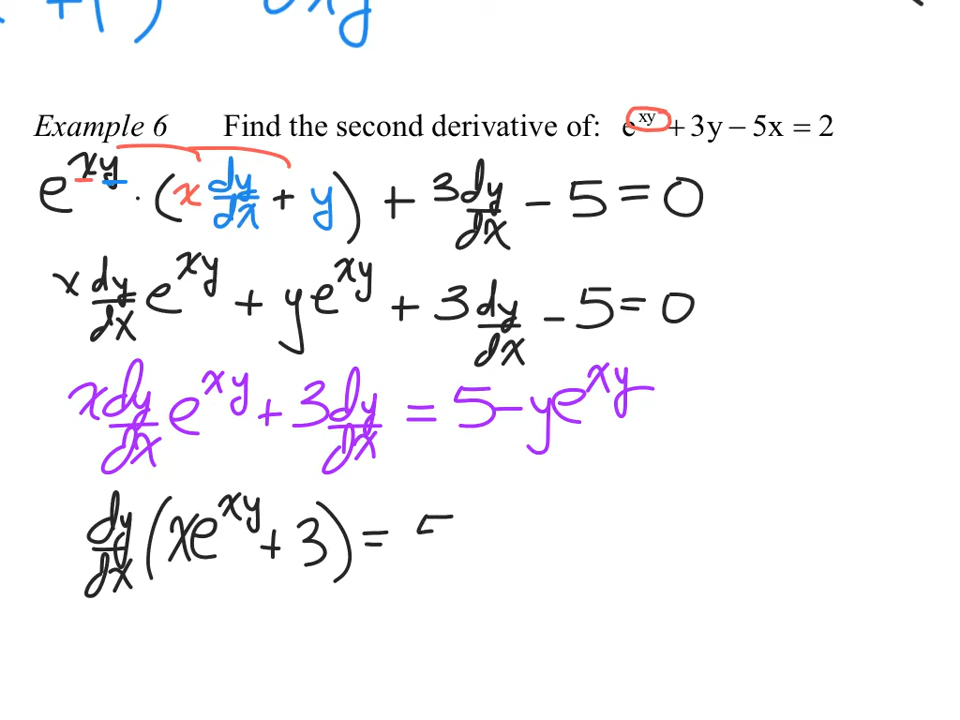 Example 6 Find the second derivative of: e^xy + 3y − 5x = 2
e^xy · (x dy/dx + y) + 3 dy/dx − 5 = 0
x dy/dx e^xy + ye^xy + 3 dy/dx − 5 = 0
x dy/dx e^xy + 3 dy/dx = 5 − ye^xy
dy/dx (xe^xy + 3) = 5